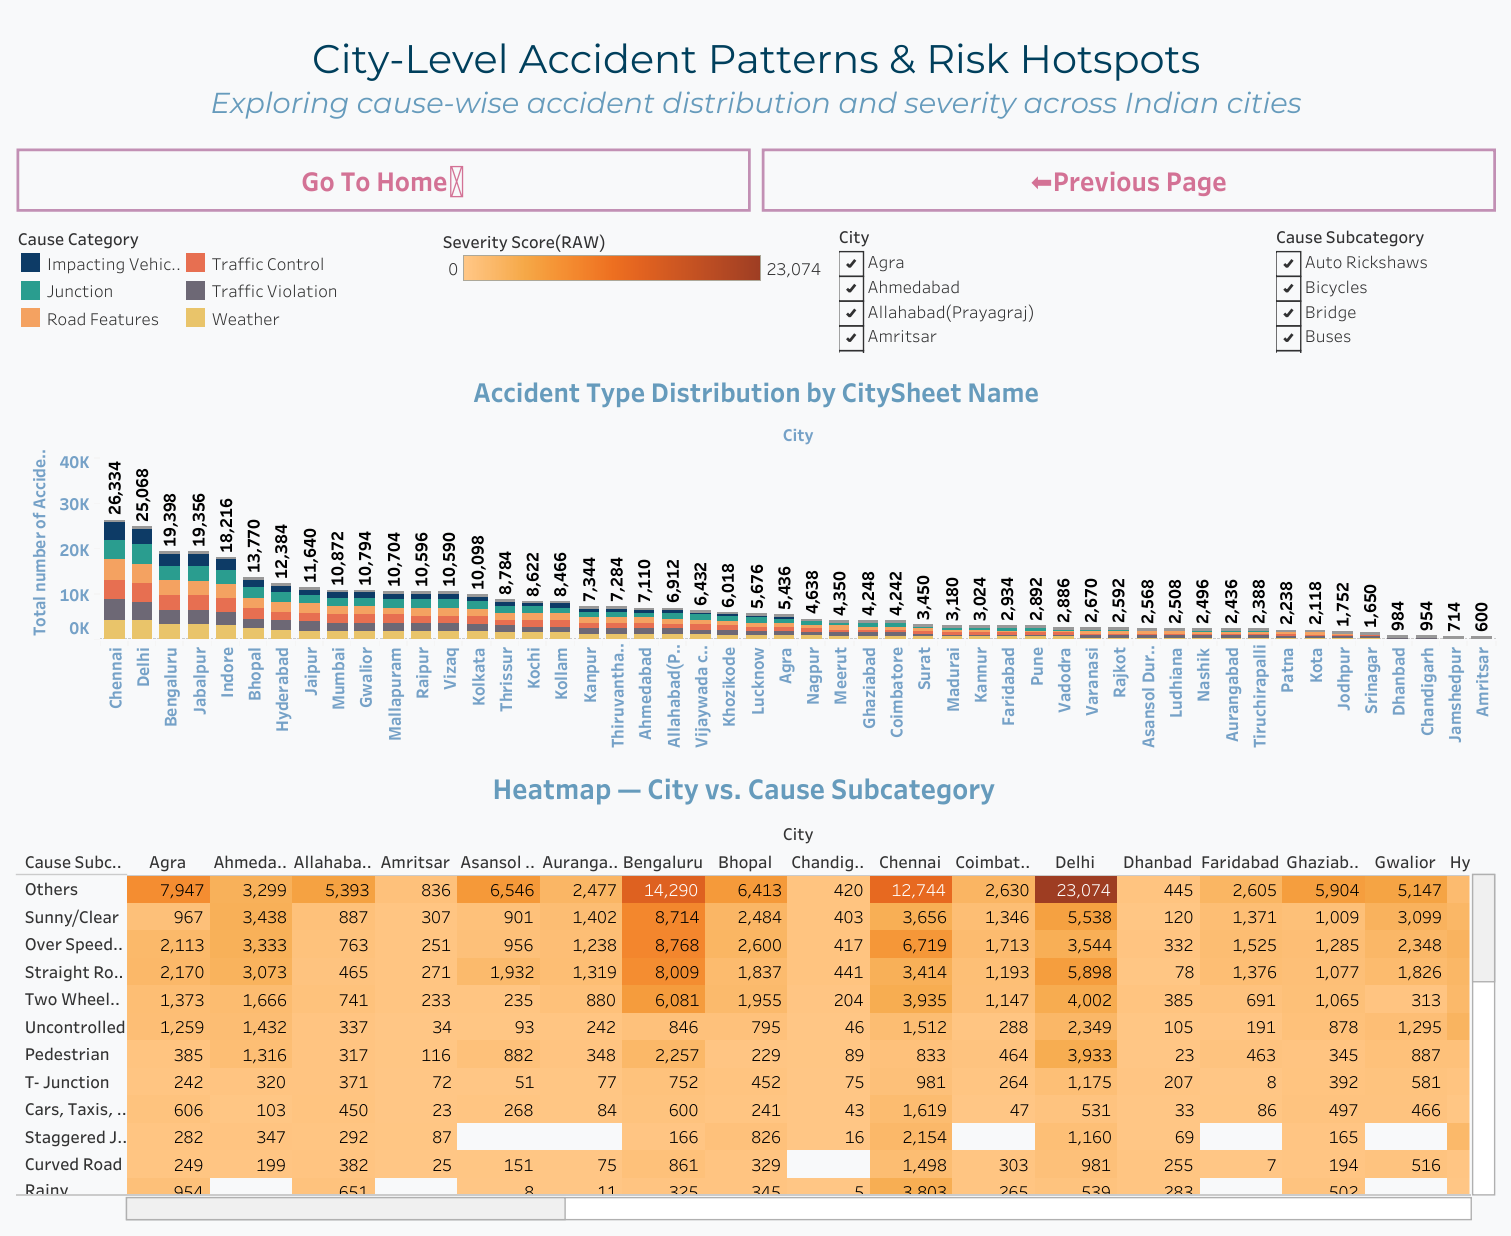 City-Level Accident Patterns & Risk Hotspots
Exploring cause-wise accident distribution and severity across Indian cities
Go To Home
⬅Previous Page
Cause Category
Impacting Vehic..
Traffic Control
Junction
Traffic Violation
Road Features
Weather
Severity Score(RAW)
0
23,074
City
Agra
Ahmedabad
Allahabad(Prayagraj)
Amritsar
Cause Subcategory
Auto Rickshaws
Bicycles
Bridge
Buses
Accident Type Distribution by CitySheet Name
City
Total number of Accide..
40K
30K
20K
10K
0K
26,334 25,068 19,398 19,356 18,216 13,770 12,384 11,640 10,872 10,794 10,704 10,596 10,590 10,098 8,784 8,622 8,466 7,344 7,284 7,110 6,912 6,432 6,018 5,676 5,436 4,638 4,350 4,248 4,242 3,450 3,180 3,024 2,934 2,892 2,886 2,670 2,592 2,568 2,508 2,496 2,436 2,388 2,238 2,118 1,752 1,650 984 954 714 600
Chennai Delhi Bengaluru Jabalpur Indore Bhopal Hyderabad Jaipur Mumbai Gwalior Mallapuram Raipur Vizaq Kolkata Thrissur Kochi Kollam Kanpur Thiruvantha.. Ahmedabad Allahabad(P.. Vijaywada c.. Khozikode Lucknow Agra Nagpur Meerut Ghaziabad Coimbatore Surat Madurai Kannur Faridabad Pune Vadodra Varanasi Rajkot Asansol Dur.. Ludhiana Nashik Aurangabad Tiruchirapalli Patna Kota Jodhpur Srinagar Dhanbad Chandigarh Jamshedpur Amritsar
Heatmap — City vs. Cause Subcategory
City
Cause Subc.. Agra Ahmeda.. Allahaba.. Amritsar Asansol .. Auranga.. Bengaluru Bhopal Chandig.. Chennai Coimbat.. Delhi Dhanbad Faridabad Ghaziab.. Gwalior Hy
Others 7,947 3,299 5,393 836 6,546 2,477 14,290 6,413 420 12,744 2,630 23,074 445 2,605 5,904 5,147
Sunny/Clear 967 3,438 887 307 901 1,402 8,714 2,484 403 3,656 1,346 5,538 120 1,371 1,009 3,099
Over Speed.. 2,113 3,333 763 251 956 1,238 8,768 2,600 417 6,719 1,713 3,544 332 1,525 1,285 2,348
Straight Ro.. 2,170 3,073 465 271 1,932 1,319 8,009 1,837 441 3,414 1,193 5,898 78 1,376 1,077 1,826
Two Wheel.. 1,373 1,666 741 233 235 880 6,081 1,955 204 3,935 1,147 4,002 385 691 1,065 313
Uncontrolled 1,259 1,432 337 34 93 242 846 795 46 1,512 288 2,349 105 191 878 1,295
Pedestrian 385 1,316 317 116 882 348 2,257 229 89 833 464 3,933 23 463 345 887
T- Junction 242 320 371 72 51 77 752 452 75 981 264 1,175 207 8 392 581
Cars, Taxis, .. 606 103 450 23 268 84 600 241 43 1,619 47 531 33 86 497 466
Staggered J.. 282 347 292 87 166 826 16 2,154 1,160 69 165
Curved Road 249 199 382 25 151 75 861 329 1,498 303 981 255 7 194 516
Rainy 954 651 8 11 325 345 5 3,803 265 539 283 502